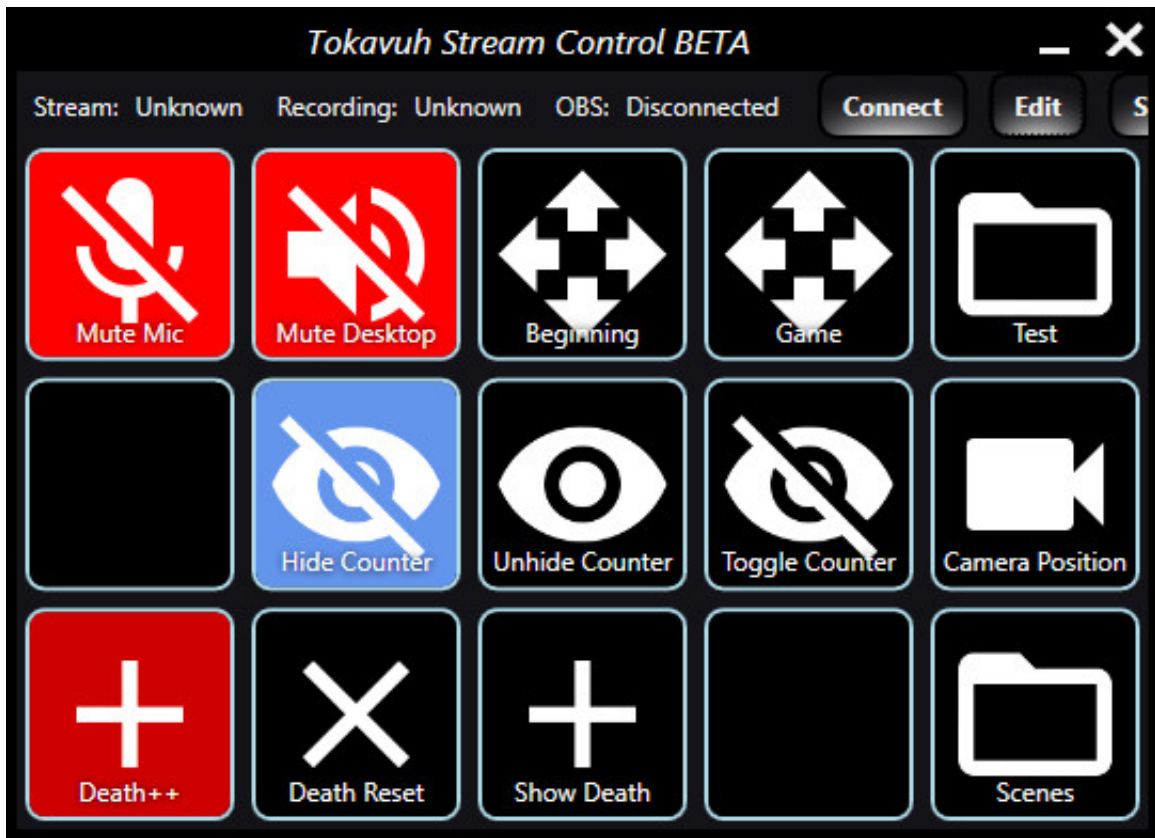 Tokavuh Stream Control BETA
Stream: Unknown Recording: Unknown OBS: Disconnected Connect Edit S
Mute Mic Mute Desktop Beginning Game Test
Hide Counter Unhide Counter Toggle Counter Camera Position
Death++ Death Reset Show Death Scenes